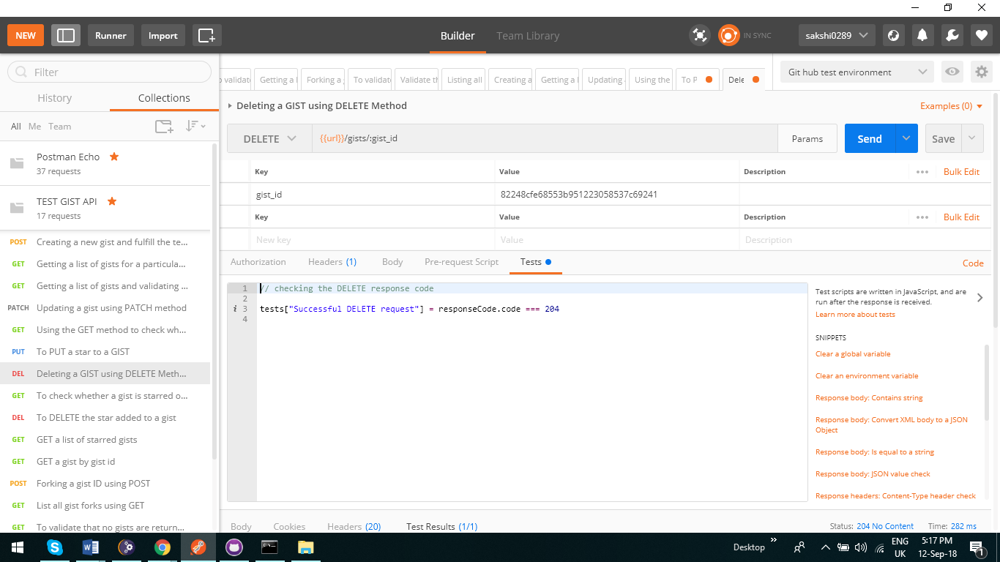 NEW Runner Import Builder Team Library IN SYNC sakshi0289
Filter
History Collections
All Me Team
Postman Echo
37 requests
TEST GIST API
17 requests
POST Creating a new gist and fulfill the te...
GET Getting a list of gists for a particula...
GET Getting a list of gists and validating ...
PATCH Updating a gist using PATCH method
GET Using the GET method to check wh...
PUT To PUT a star to a GIST
DEL Deleting a GIST using DELETE Meth...
GET To check whether a gist is starred o...
DEL To DELETE the star added to a gist
GET GET a list of starred gists
GET GET a gist by gist id
POST Forking a gist ID using POST
GET List all gist forks using GET
GET To validate that no gists are return...
validat Getting a Forking a To validat Validate th Listing all Creating a Getting a Updating Using the To P Dele
Git hub test environment
Deleting a GIST using DELETE Method
Examples (0)
DELETE {{url}}/gists/:gist_id Params Send Save
Key Value Description ••• Bulk Edit
gist_id 82248cfe68553b951223058537c69241
Key Value Description ••• Bulk Edit
New key Value Description
Authorization Headers (1) Body Pre-request Script Tests Code
1 // checking the DELETE response code
2
i 3 tests["Successful DELETE request"] = responseCode.code === 204
4
Test scripts are written in JavaScript, and are
run after the response is received.
Learn more about tests
SNIPPETS
Clear a global variable
Clear an environment variable
Response body: Contains string
Response body: Convert XML body to a JSON
Object
Response body: Is equal to a string
Response body: JSON value check
Response headers: Content-Type header check
Body Cookies Headers (20) Test Results (1/1) Status: 204 No Content Time: 282 ms
Desktop ENG 5:17 PM
UK 12-Sep-18 1